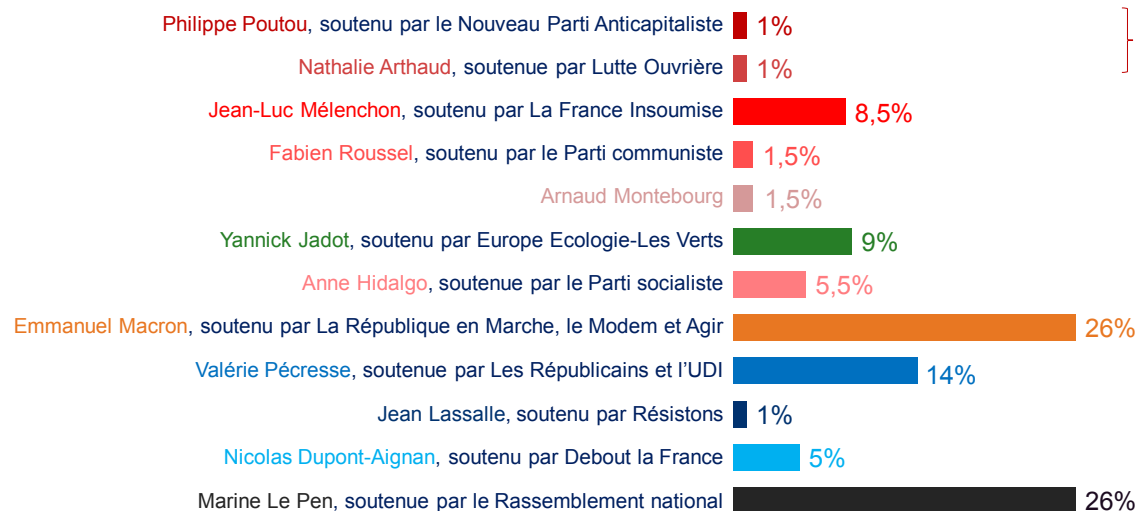 Philippe Poutou, soutenu par le Nouveau Parti Anticapitaliste 1%
Nathalie Arthaud, soutenue par Lutte Ouvrière 1%
Jean-Luc Mélenchon, soutenu par La France Insoumise 8,5%
Fabien Roussel, soutenu par le Parti communiste 1,5%
Arnaud Montebourg 1,5%
Yannick Jadot, soutenu par Europe Ecologie-Les Verts 9%
Anne Hidalgo, soutenue par le Parti socialiste 5,5%
Emmanuel Macron, soutenu par La République en Marche, le Modem et Agir 26%
Valérie Pécresse, soutenue par Les Républicains et l'UDI 14%
Jean Lassalle, soutenu par Résistons 1%
Nicolas Dupont-Aignan, soutenu par Debout la France 5%
Marine Le Pen, soutenue par le Rassemblement national 26%